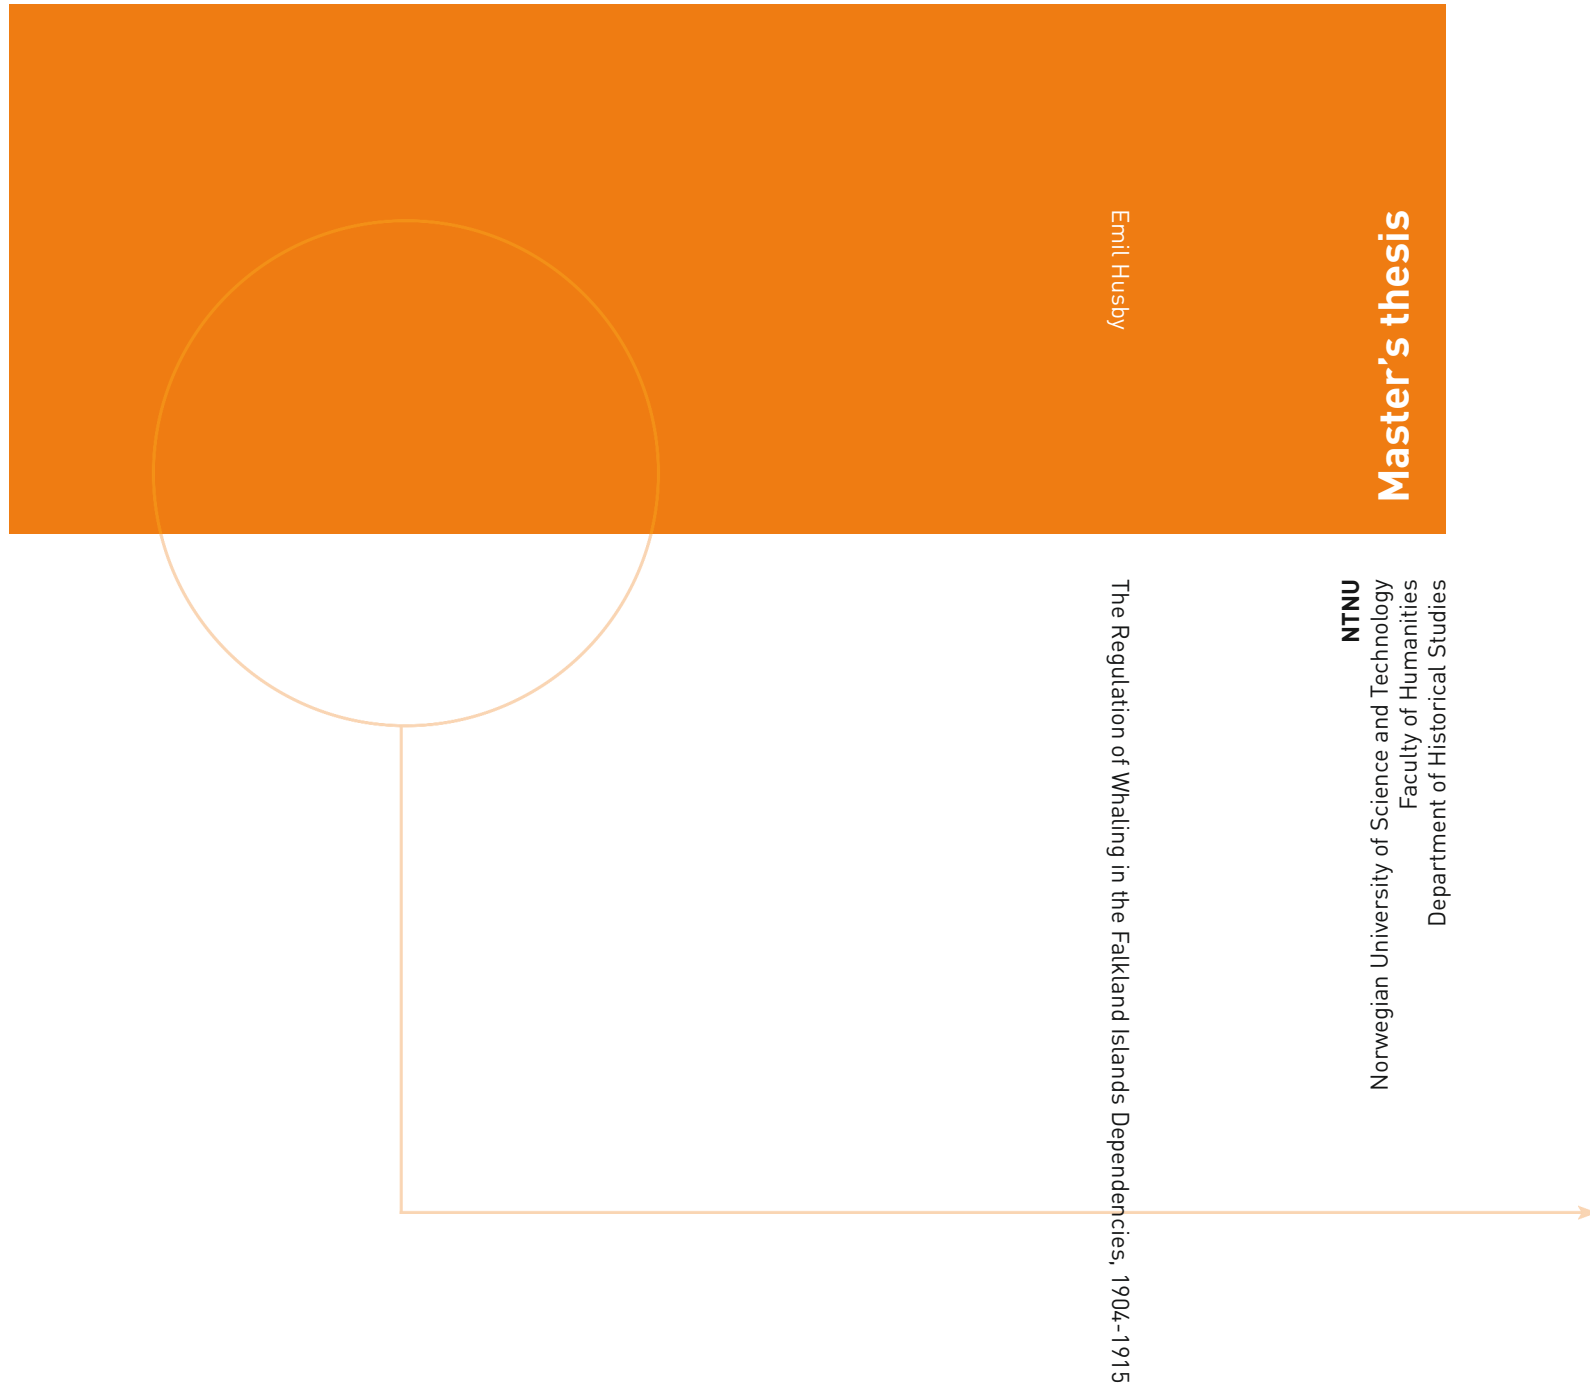 Master's thesis
Emil Husby
NTNU
Norwegian University of Science and Technology
Faculty of Humanities
Department of Historical Studies
The Regulation of Whaling in the Falkland Islands Dependencies, 1904-1915